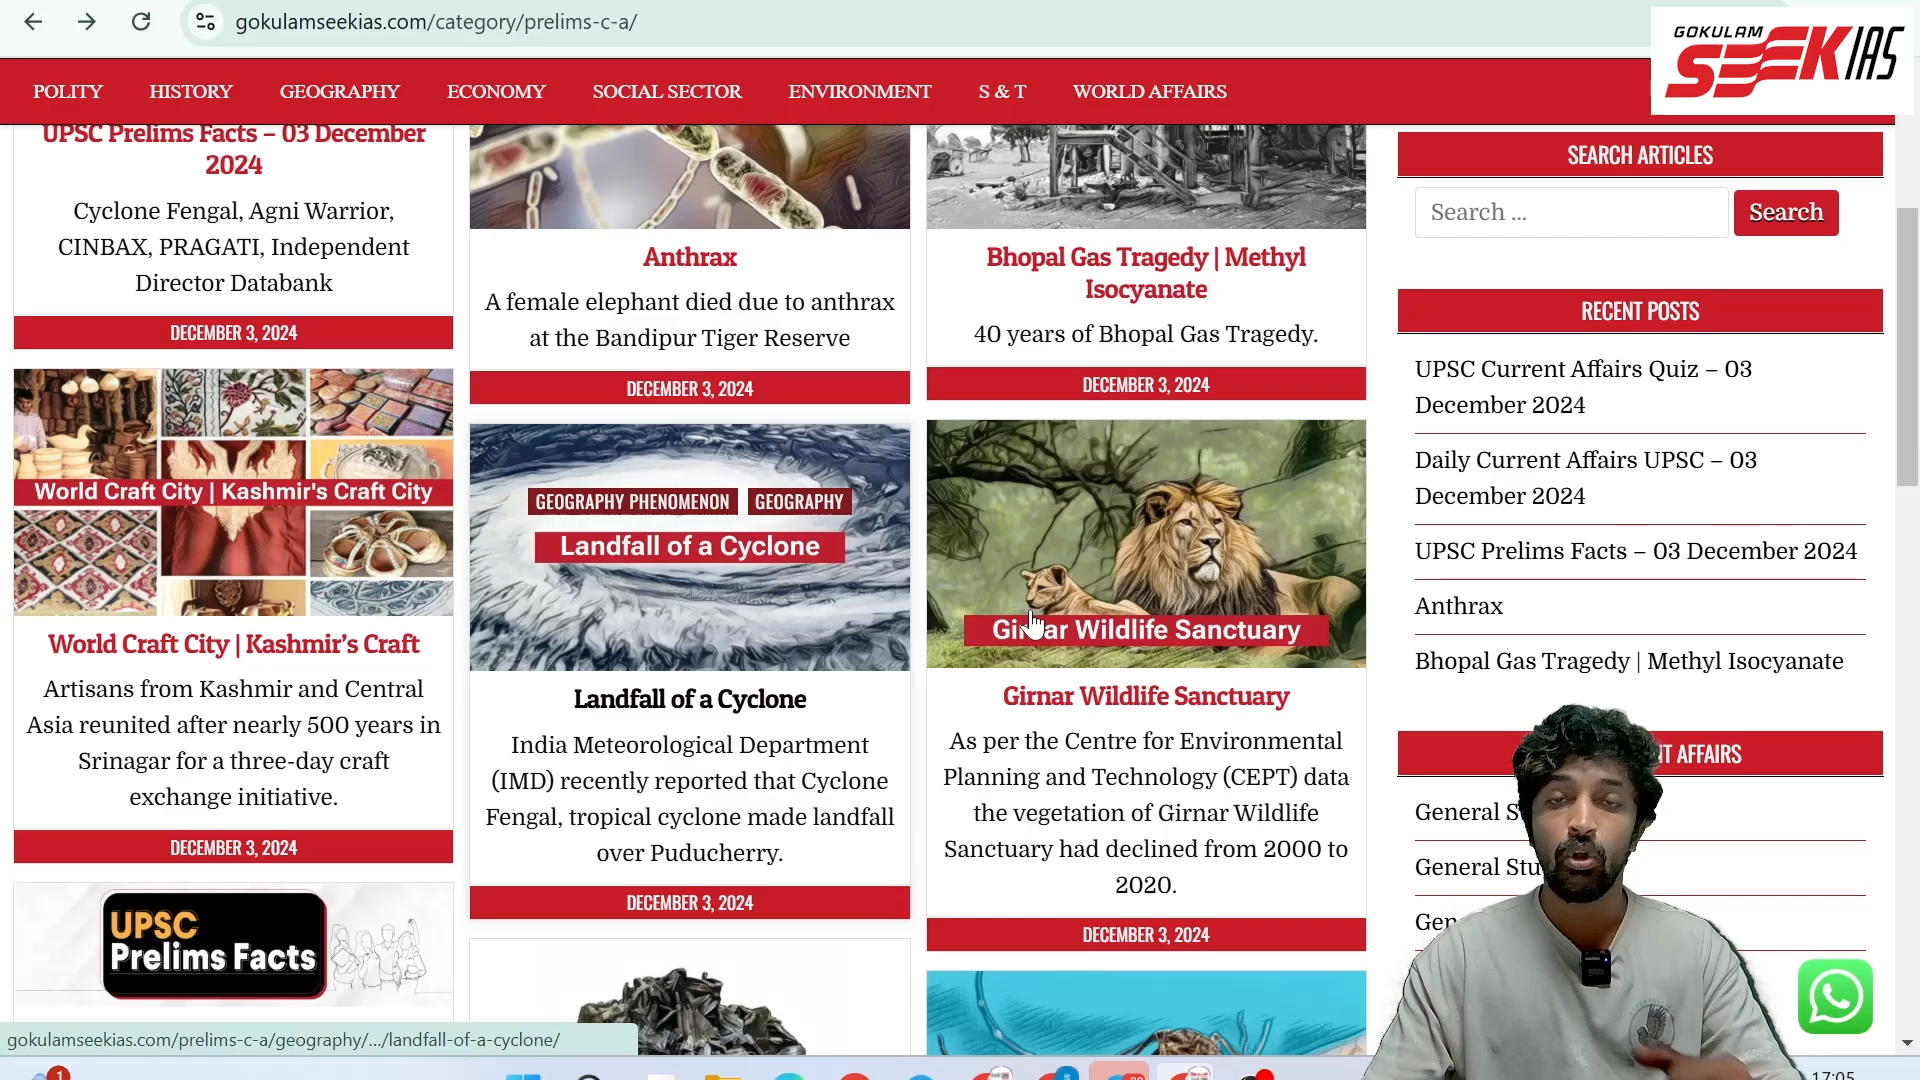 gokulamseekias.com/category/prelims-c-a/
GOKULAM
SEEKIAS
POLITY HISTORY GEOGRAPHY ECONOMY SOCIAL SECTOR ENVIRONMENT S & T WORLD AFFAIRS
UPSC Prelims Facts – 03 December
2024
Cyclone Fengal, Agni Warrior,
CINBAX, PRAGATI, Independent
Director Databank
DECEMBER 3, 2024
World Craft City | Kashmir's Craft City
World Craft City | Kashmir’s Craft
Artisans from Kashmir and Central
Asia reunited after nearly 500 years in
Srinagar for a three-day craft
exchange initiative.
DECEMBER 3, 2024
UPSC
Prelims Facts
Anthrax
A female elephant died due to anthrax
at the Bandipur Tiger Reserve
DECEMBER 3, 2024
GEOGRAPHY PHENOMENON GEOGRAPHY
Landfall of a Cyclone
Landfall of a Cyclone
India Meteorological Department
(IMD) recently reported that Cyclone
Fengal, tropical cyclone made landfall
over Puducherry.
DECEMBER 3, 2024
Bhopal Gas Tragedy | Methyl
Isocyanate
40 years of Bhopal Gas Tragedy.
DECEMBER 3, 2024
Girnar Wildlife Sanctuary
Girnar Wildlife Sanctuary
As per the Centre for Environmental
Planning and Technology (CEPT) data
the vegetation of Girnar Wildlife
Sanctuary had declined from 2000 to
2020.
DECEMBER 3, 2024
SEARCH ARTICLES
Search ... Search
RECENT POSTS
UPSC Current Affairs Quiz – 03
December 2024
Daily Current Affairs UPSC – 03
December 2024
UPSC Prelims Facts – 03 December 2024
Anthrax
Bhopal Gas Tragedy | Methyl Isocyanate
AFFAIRS
General
General
gokulamseekias.com/prelims-c-a/geography/.../landfall-of-a-cyclone/
1
17:05